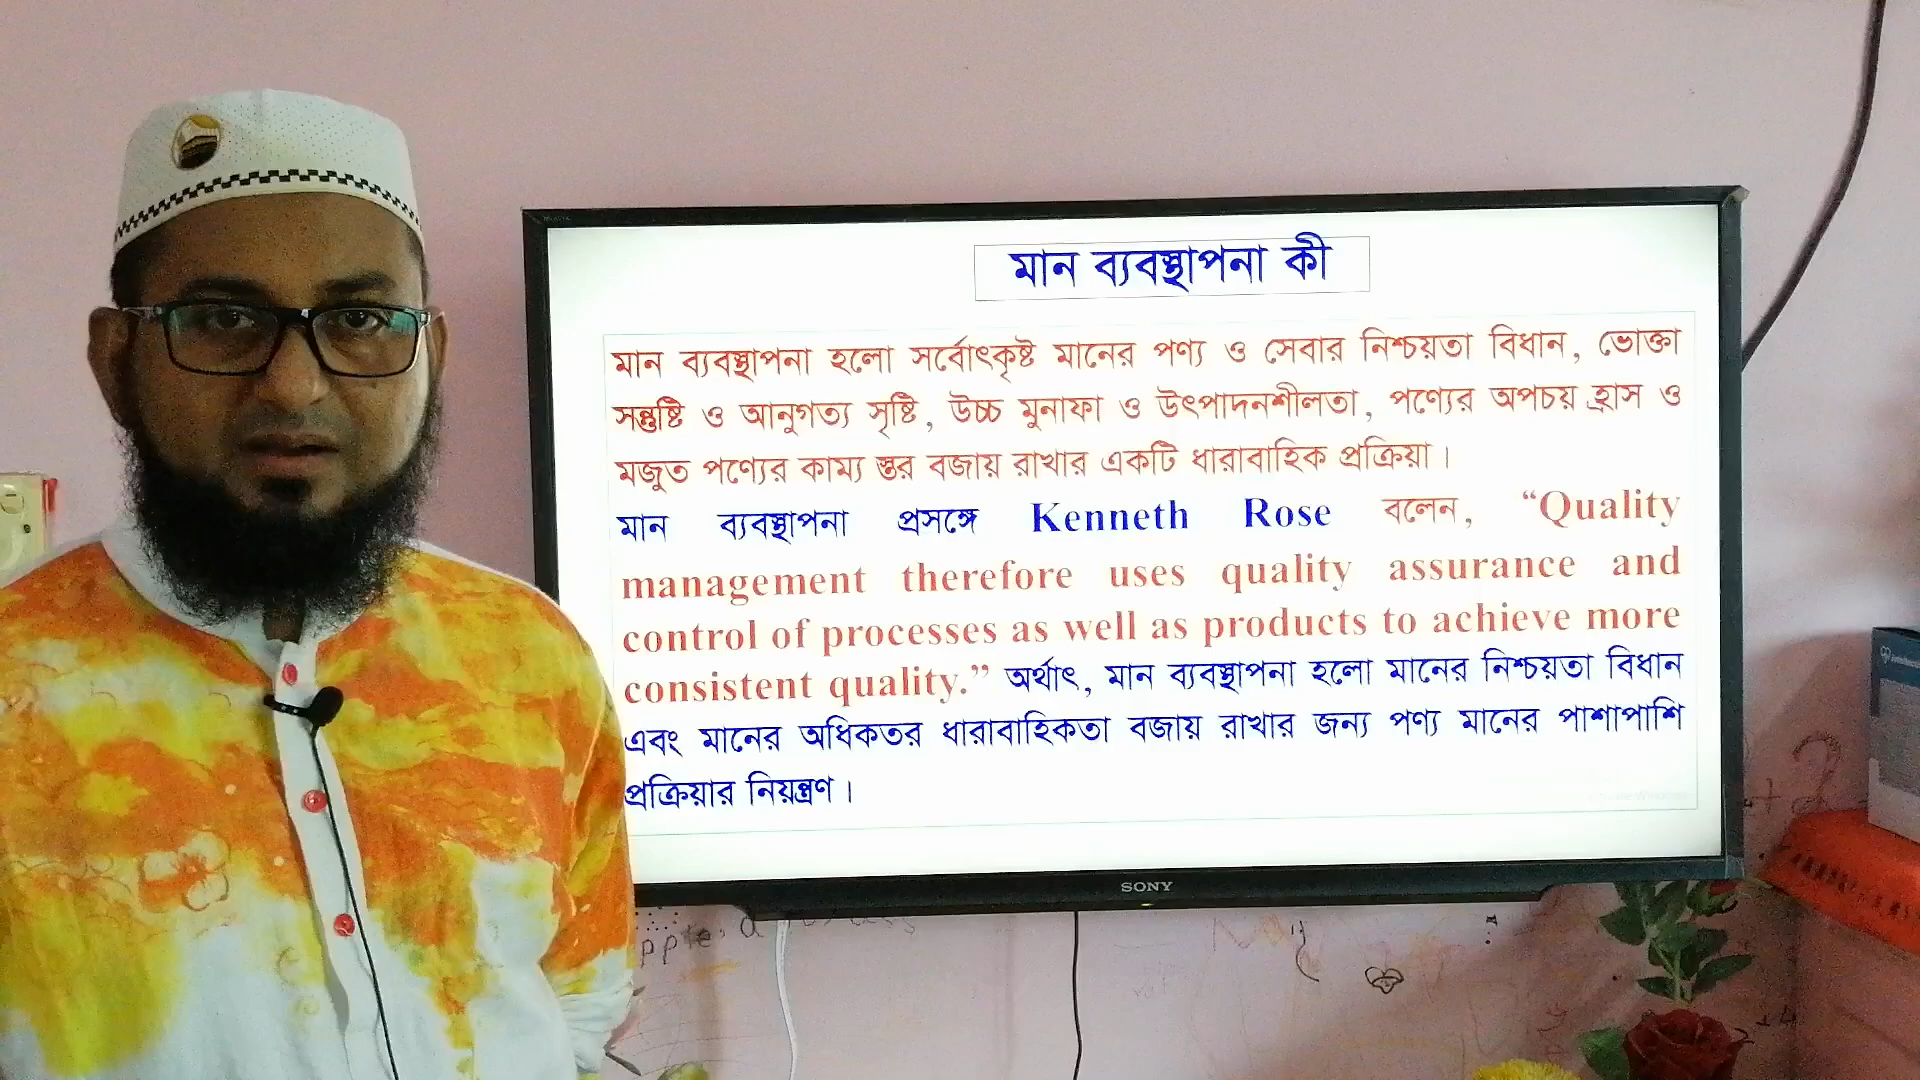 মান ব্যবস্থাপনা কী
মান ব্যবস্থাপনা হলো সর্বোৎকৃষ্ট মানের পণ্য ও সেবার নিশ্চয়তা বিধান, ভোক্তা
সন্তুষ্টি ও আনুগত্য সৃষ্টি, উচ্চ মুনাফা ও উৎপাদনশীলতা, পণ্যের অপচয় হ্রাস ও
মজুত পণ্যের কাম্য স্তর বজায় রাখার একটি ধারাবাহিক প্রক্রিয়া।
মান ব্যবস্থাপনা প্রসঙ্গে Kenneth Rose বলেন, “Quality
management therefore uses quality assurance and
control of processes as well as products to achieve more
consistent quality.” অর্থাৎ, মান ব্যবস্থাপনা হলো মানের নিশ্চয়তা বিধান
এবং মানের অধিকতর ধারাবাহিকতা বজায় রাখার জন্য পণ্য মানের পাশাপাশি
প্রক্রিয়ার নিয়ন্ত্রণ।
SONY